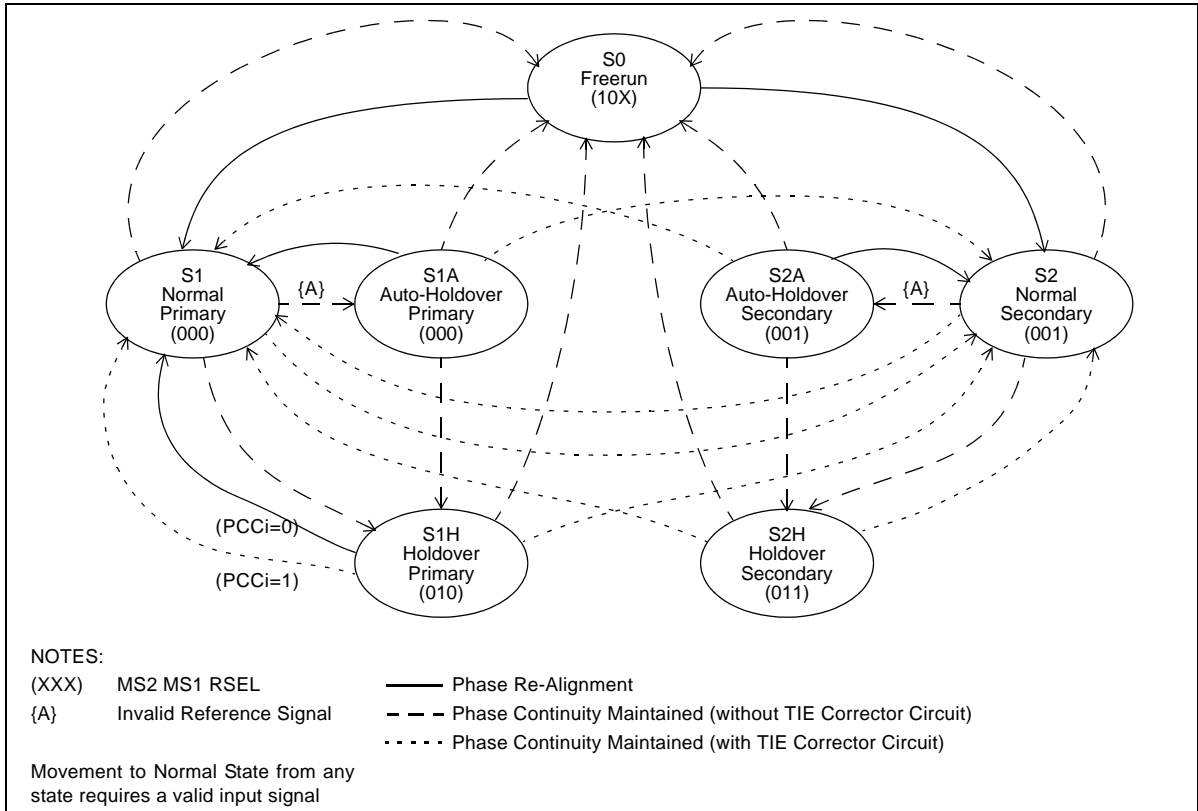 S0
Freerun
(10X)
S1
Normal
Primary
(000)
{A}
S1A
Auto-Holdover
Primary
(000)
S2A
Auto-Holdover
Secondary
(001)
{A}
S2
Normal
Secondary
(001)
(PCCi=0)
(PCCi=1)
S1H
Holdover
Primary
(010)
S2H
Holdover
Secondary
(011)
NOTES:
(XXX) MS2 MS1 RSEL
{A} Invalid Reference Signal
Phase Re-Alignment
Phase Continuity Maintained (without TIE Corrector Circuit)
Phase Continuity Maintained (with TIE Corrector Circuit)
Movement to Normal State from any
state requires a valid input signal